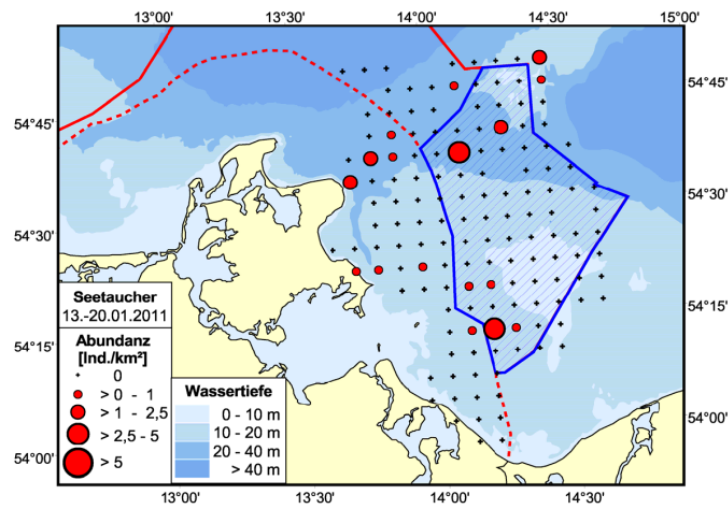 13°00' 13°30' 14°00' 14°30' 15°00'
54°45'
54°45'
54°30'
54°30'
54°15'
54°15'
54°00'
54°00'
Seetaucher
13.-20.01.2011
Abundanz
[Ind./km²]
0
> 0 - 1
> 1 - 2,5
> 2,5 - 5
> 5
Wassertiefe
0 - 10 m
10 - 20 m
20 - 40 m
> 40 m
13°00' 13°30' 14°00' 14°30'